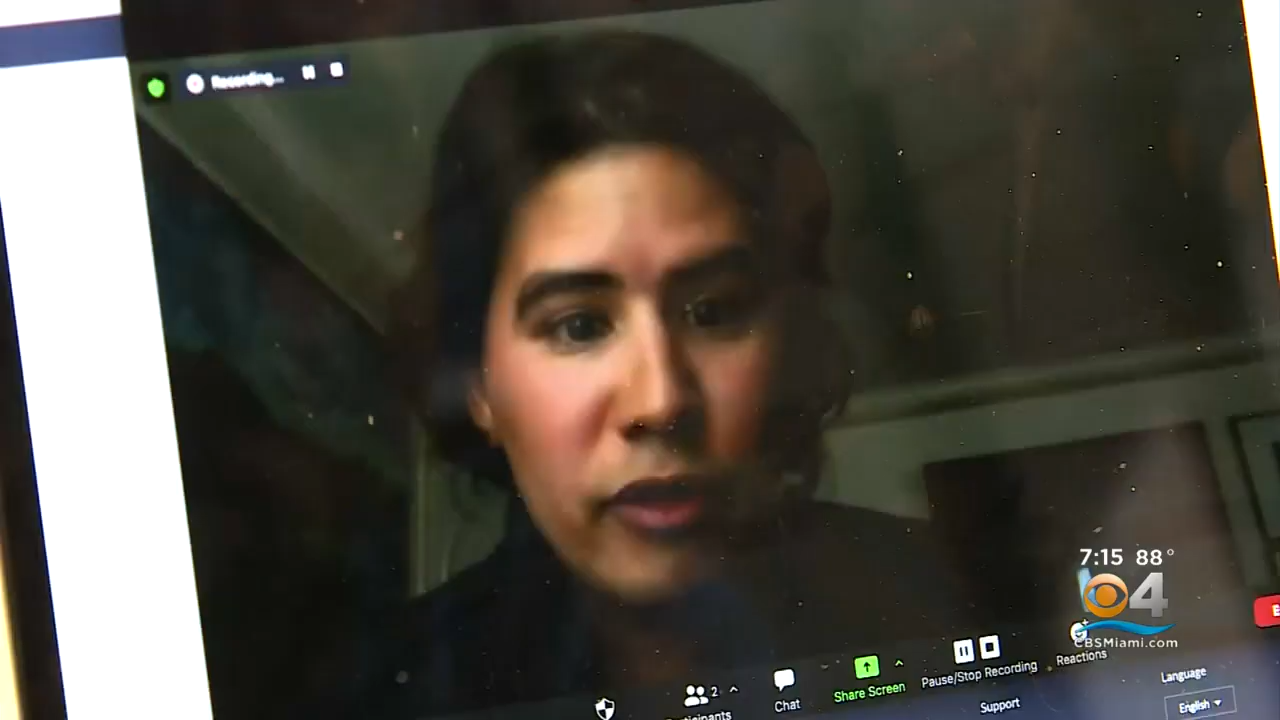 Recording...
7:15 88°
4
CBSMiami.com
2
Chat
Share Screen
Pause/Stop Recording
Reactions
Support
Language
English